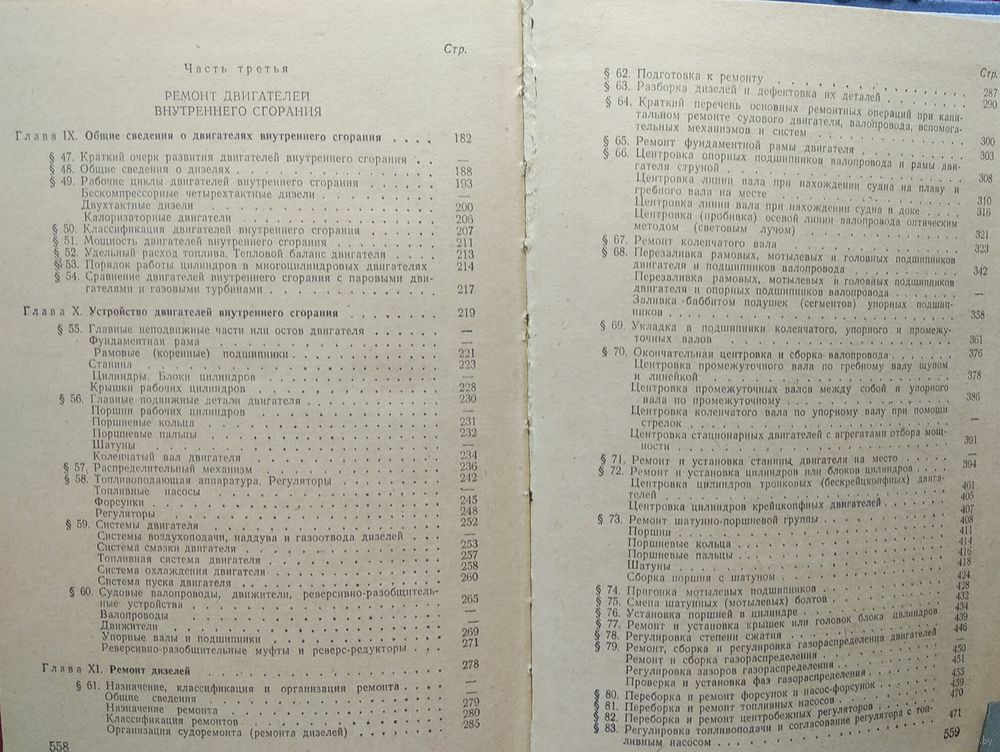 Стр.
Часть третья
РЕМОНТ ДВИГАТЕЛЕЙ
ВНУТРЕННЕГО СГОРАНИЯ
Глава IX. Общие сведения о двигателях внутреннего сгорания . . . . 182
§ 47. Краткий очерк развития двигателей внутреннего сгорания . . —
§ 48. Общие сведения о дизелях . . . 188
§ 49. Рабочие циклы двигателей внутреннего сгорания . . . 193
Бескомпрессорные четырехтактные дизели . . . —
Двухтактные дизели . . . 200
Калоризаторные двигатели . . . 206
§ 50. Классификация двигателей внутреннего сгорания . . . 207
§ 51. Мощность двигателей внутреннего сгорания . . . 211
§ 52. Удельный расход топлива. Тепловой баланс двигателя . . . 213
§ 53. Порядок работы цилиндров в многоцилиндровых двигателях 214
§ 54. Сравнение двигателей внутреннего сгорания с паровыми дви-
гателями и газовыми турбинами . . . 217
Глава X. Устройство двигателей внутреннего сгорания . . . 219
§ 55. Главные неподвижные части или остов двигателя . . . —
Фундаментная рама . . . —
Рамовые (коренные) подшипники . . . 221
Станина . . . 223
Цилиндры. Блоки цилиндров . . . —
Крышки рабочих цилиндров . . . 228
§ 56. Главные подвижные детали двигателя . . . 230
Поршни рабочих цилиндров . . . —
Поршневые кольца . . . 231
Поршневые пальцы . . . 232
Шатуны . . . —
Коленчатый вал двигателя . . . 234
§ 57. Распределительный механизм . . . 236
§ 58. Топливоподающая аппаратура. Регуляторы . . . 242
Топливные насосы . . . —
Форсунки . . . 245
Регуляторы . . . 248
§ 59. Системы двигателя . . . 252
Системы воздухоподачи, наддува и газоотвода дизелей . . . —
Система смазки двигателя . . . 253
Топливная система двигателя . . . 257
Система охлаждения двигателя . . . 258
Система пуска двигателя . . . 260
§ 60. Судовые валопроводы, движители, реверсивно-разобщитель-
ные устройства . . . 265
Валопроводы . . . —
Движители . . . —
Упорные валы и подшипники . . . 269
Реверсивно-разобщительные муфты и реверс-редукторы . . . 271
Глава XI. Ремонт дизелей . . . 278
§ 61. Назначение, классификация и организация ремонта . . . —
Общие сведения . . . —
Назначение ремонта . . . 279
Классификация ремонтов . . . 280
Организация судоремонта (ремонта дизелей) . . . 285
558
Стр.
§ 62. Подготовка к ремонту . . . 287
§ 63. Разборка дизелей и дефектовка их деталей . . . 290
§ 64. Краткий перечень основных ремонтных операций при капи-
тальном ремонте судового двигателя, валопровода, вспомога-
тельных механизмов и систем . . . 300
§ 65. Ремонт фундаментной рамы двигателя . . . 303
§ 66. Центровка опорных подшипников валопровода и рамы дви-
гателя струной . . . 308
Центровка линии вала при нахождении судна на плаву и
гребного вала на месте . . . 310
Центровка линии вала при нахождении судна в доке . . . 316
Центровка (пробивка) осевой линии валопровода оптическим
методом (световым лучом) . . . 321
§ 67. Ремонт коленчатого вала . . . 323
§ 68. Перезаливка рамовых, мотылевых и головных подшипников
двигателя и подшипников валопровода . . . 342
Перезаливка рамовых, мотылевых и головных подшипников
двигателя и опорных подшипников валопровода . . . —
Заливка баббитом подушек (сегментов) упорных подшип-
ников . . . 358
§ 69. Укладка в подшипники коленчатого, упорного и промежу-
точных валов . . . 361
§ 70. Окончательная центровка и сборка валопровода . . . 376
Центровка промежуточного вала по гребному валу щупом
и линейкой . . . 378
Центровка промежуточных валов между собой и упорного
вала по промежуточному . . . 386
Центровка коленчатого вала по упорному валу при помощи
стрелок . . . —
Центровка стационарных двигателей с агрегатами отбора мощ-
ности . . . 391
§ 71. Ремонт и установка станины двигателя на место . . . —
§ 72. Ремонт и установка цилиндров или блоков цилиндров . . . 394
Центровка цилиндров тронковых (бескрейцкопфных) двига-
телей . . . 401
Центровка цилиндров крейцкопфных двигателей . . . 405
§ 73. Ремонт шатунно-поршневой группы . . . 407
Поршни . . . 408
Поршневые кольца . . . 411
Поршневые пальцы . . . 414
Шатуны . . . 416
Сборка поршня с шатуном . . . 418
§ 74. Пригонка мотылевых подшипников . . . 424
§ 75. Смена шатунных (мотылевых) болтов . . . 428
§ 76. Установка поршней в цилиндре . . . 432
§ 77. Ремонт и установка крышек или головок блока цилиндров 434
§ 78. Регулировка степени сжатия . . . 439
§ 79. Ремонт, сборка и регулировка газораспределения двигателей 446
Ремонт и сборка газораспределения . . . —
Регулировка зазоров газораспределения . . . 450
Проверка и установка фаз газораспределения . . . 451
§ 80. Переборка и ремонт форсунок и насос-форсунок . . . 455
§ 81. Переборка и ремонт топливных насосов . . . 459
§ 82. Переборка и ремонт центробежных регуляторов . . . 470
§ 83. Регулировка топливоподачи и согласование регулятора с топ-
ливным насосом . . . 471
559